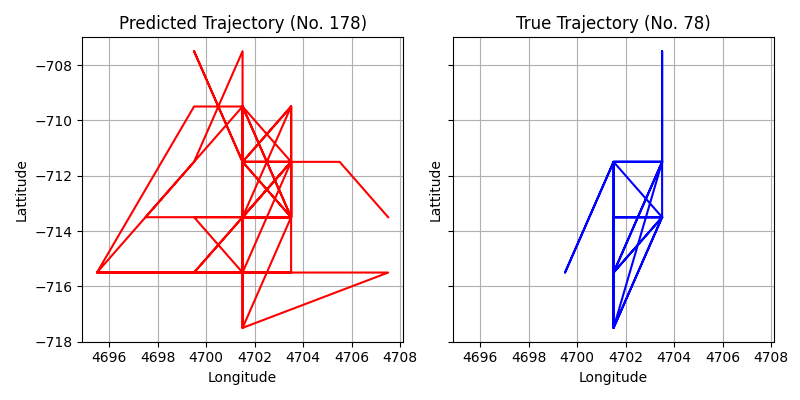 Predicted Trajectory (No. 178)
True Trajectory (No. 78)
−708
−710
−712
−714
−716
−718
Lattitude
Lattitude
4696 4698 4700 4702 4704 4706 4708
4696 4698 4700 4702 4704 4706 4708
Longitude
Longitude